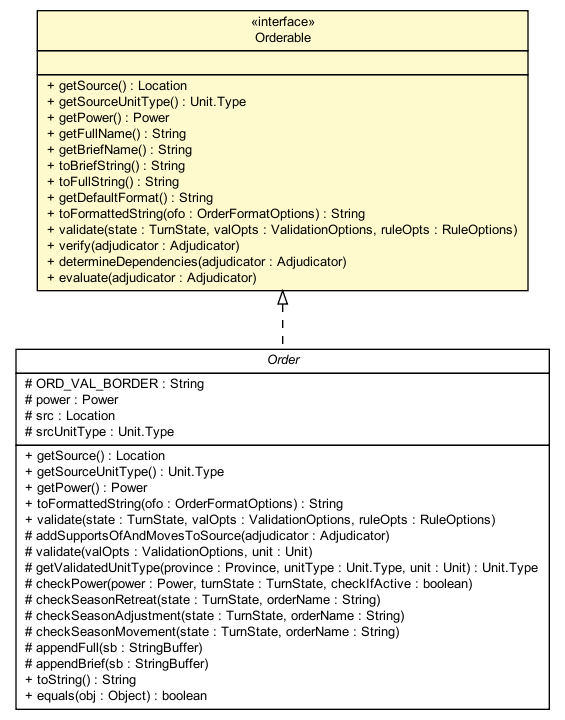 «interface»
Orderable
+ getSource() : Location
+ getSourceUnitType() : Unit.Type
+ getPower() : Power
+ getFullName() : String
+ getBriefName() : String
+ toBriefString() : String
+ toFullString() : String
+ getDefaultFormat() : String
+ toFormattedString(ofo : OrderFormatOptions) : String
+ validate(state : TurnState, valOpts : ValidationOptions, ruleOpts : RuleOptions)
+ verify(adjudicator : Adjudicator)
+ determineDependencies(adjudicator : Adjudicator)
+ evaluate(adjudicator : Adjudicator)
Order
# ORD_VAL_BORDER : String
# power : Power
# src : Location
# srcUnitType : Unit.Type
+ getSource() : Location
+ getSourceUnitType() : Unit.Type
+ getPower() : Power
+ toFormattedString(ofo : OrderFormatOptions) : String
+ validate(state : TurnState, valOpts : ValidationOptions, ruleOpts : RuleOptions)
# addSupportsOfAndMovesToSource(adjudicator : Adjudicator)
# validate(valOpts : ValidationOptions, unit : Unit)
# getValidatedUnitType(province : Province, unitType : Unit.Type, unit : Unit) : Unit.Type
# checkPower(power : Power, turnState : TurnState, checkIfActive : boolean)
# checkSeasonRetreat(state : TurnState, orderName : String)
# checkSeasonAdjustment(state : TurnState, orderName : String)
# checkSeasonMovement(state : TurnState, orderName : String)
# appendFull(sb : StringBuffer)
# appendBrief(sb : StringBuffer)
+ toString() : String
+ equals(obj : Object) : boolean